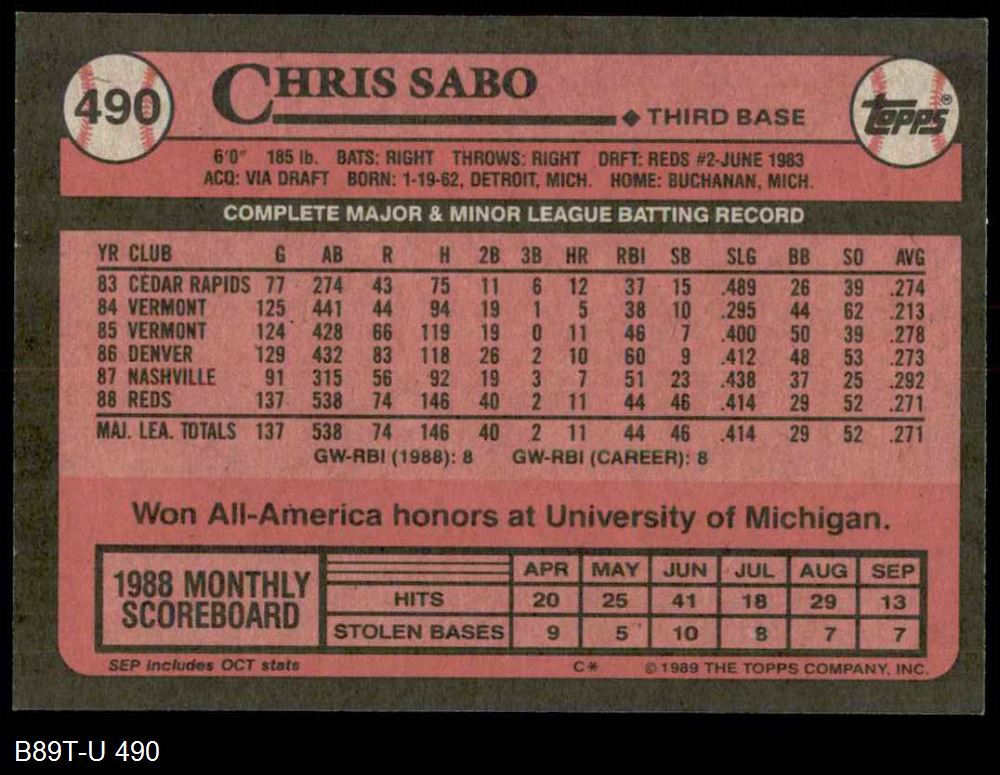 490
CHRIS SABO
◆ THIRD BASE
Topps®
6'0" 185 lb. BATS: RIGHT THROWS: RIGHT DRFT: REDS #2-JUNE 1983
ACQ: VIA DRAFT BORN: 1-19-62, DETROIT, MICH. HOME: BUCHANAN, MICH.
COMPLETE MAJOR & MINOR LEAGUE BATTING RECORD
YR CLUB G AB R H 2B 3B HR RBI SB SLG BB SO AVG
83 CEDAR RAPIDS 77 274 43 75 11 6 12 37 15 .489 26 39 .274
84 VERMONT 125 441 44 94 19 1 5 38 10 .295 44 62 .213
85 VERMONT 124 428 66 119 19 0 11 46 7 .400 50 39 .278
86 DENVER 129 432 83 118 26 2 10 60 9 .412 48 53 .273
87 NASHVILLE 91 315 56 92 19 3 7 51 23 .438 37 25 .292
88 REDS 137 538 74 146 40 2 11 44 46 .414 29 52 .271
MAJ. LEA. TOTALS 137 538 74 146 40 2 11 44 46 .414 29 52 .271
GW-RBI (1988): 8 GW-RBI (CAREER): 8
Won All-America honors at University of Michigan.
1988 MONTHLY
SCOREBOARD
APR MAY JUN JUL AUG SEP
HITS 20 25 41 18 29 13
STOLEN BASES 9 5 10 8 7 7
SEP includes OCT stats C* © 1989 THE TOPPS COMPANY, INC.
B89T-U 490